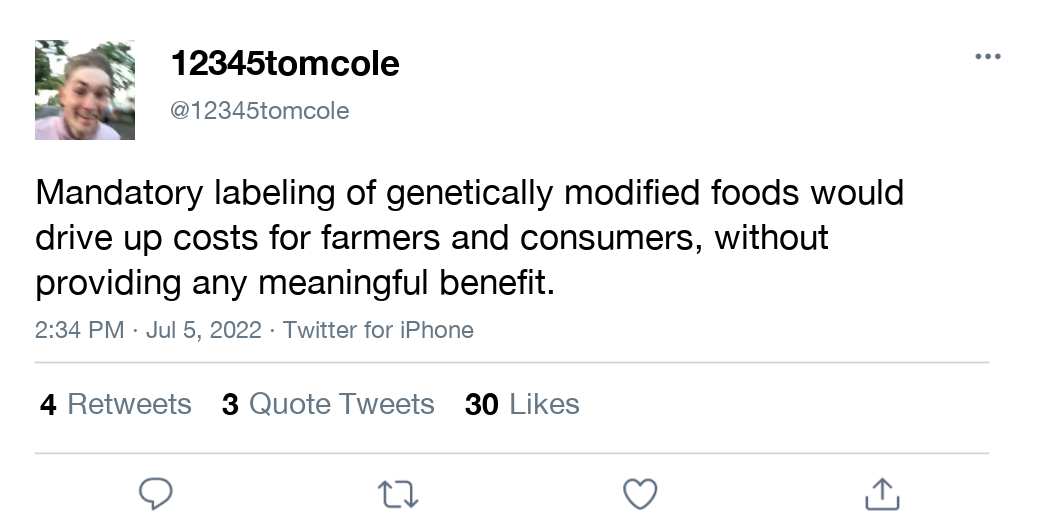 12345tomcole
@12345tomcole
Mandatory labeling of genetically modified foods would
drive up costs for farmers and consumers, without
providing any meaningful benefit.
2:34 PM · Jul 5, 2022 · Twitter for iPhone
4 Retweets 3 Quote Tweets 30 Likes